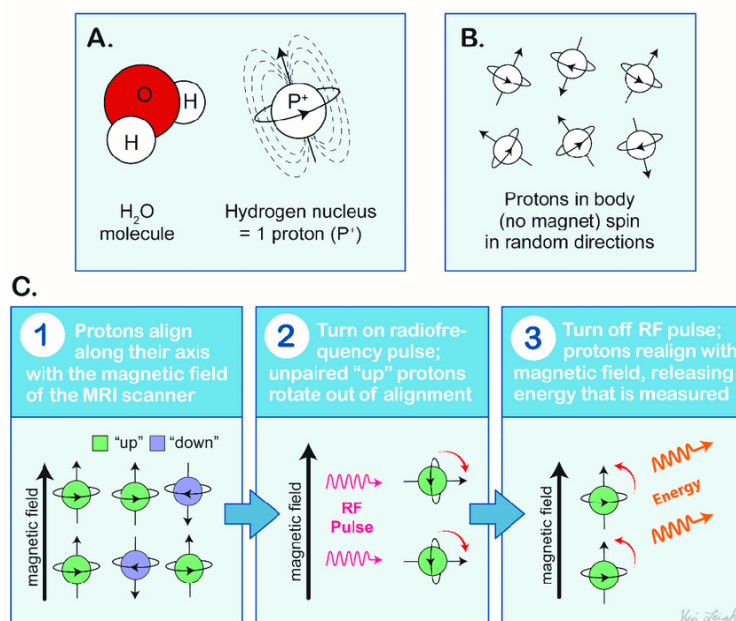 A.
O
H
H
P⁺
H₂O
molecule
Hydrogen nucleus
= 1 proton (P⁺)
B.
Protons in body
(no magnet) spin
in random directions
C.
1
Protons align
along their axis
with the magnetic field
of the MRI scanner
"up"
"down"
magnetic field
2
Turn on radiofre-
quency pulse;
unpaired "up" protons
rotate out of alignment
magnetic field
RF
Pulse
3
Turn off RF pulse;
protons realign with
magnetic field, releasing
energy that is measured
magnetic field
Energy